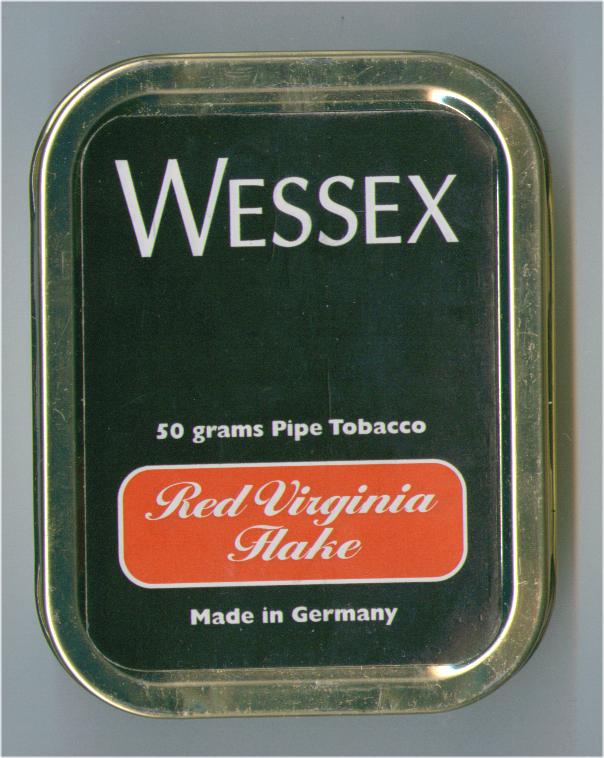 WESSEX
50 grams Pipe Tobacco
Red Virginia
Flake
Made in Germany